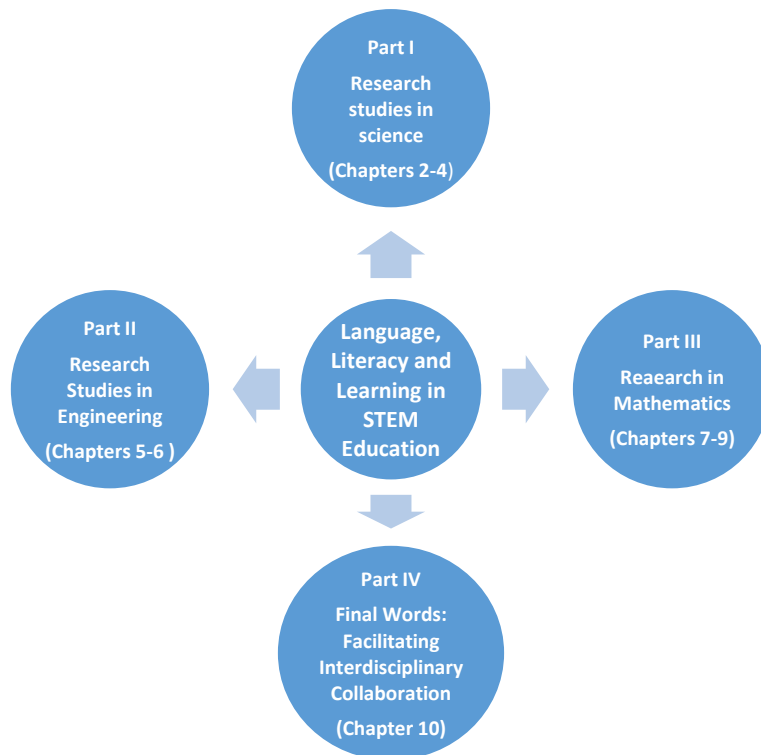 Part I
Research
studies in
science
(Chapters 2-4)
Part II
Research
Studies in
Engineering
(Chapters 5-6 )
Language,
Literacy and
Learning in
STEM
Education
Part III
Reaearch in
Mathematics
(Chapters 7-9)
Part IV
Final Words:
Facilitating
Interdisciplinary
Collaboration
(Chapter 10)